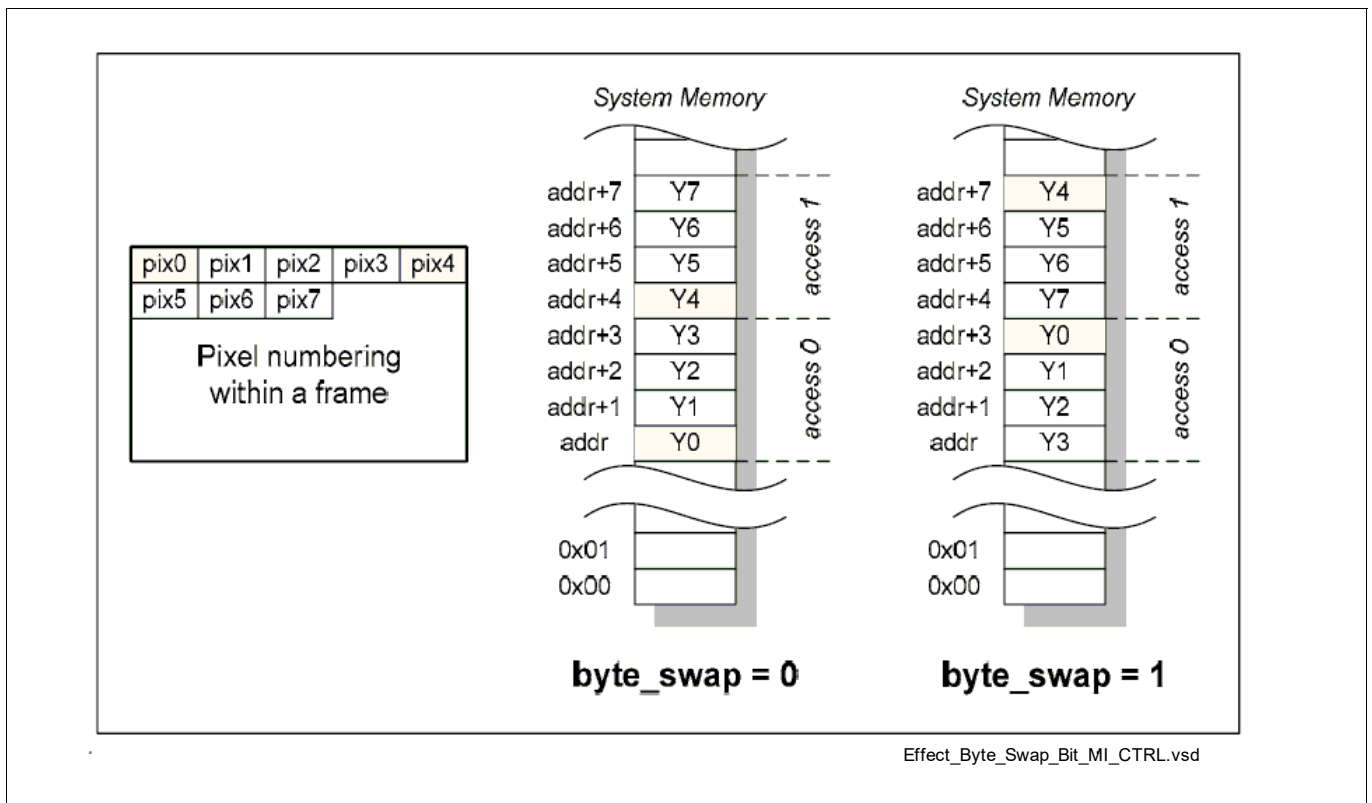 System Memory System Memory
addr+7 Y7 addr+7 Y4
addr+6 Y6 addr+6 Y5
addr+5 Y5 addr+5 Y6
addr+4 Y4 addr+4 Y7
access 1 access 1
pix0 pix1 pix2 pix3 pix4
pix5 pix6 pix7
Pixel numbering
within a frame
addr+3 Y3 addr+3 Y0
addr+2 Y2 addr+2 Y1
addr+1 Y1 addr+1 Y2
addr Y0 addr Y3
access 0 access 0
0x01 0x01
0x00 0x00
byte_swap = 0 byte_swap = 1
Effect_Byte_Swap_Bit_MI_CTRL.vsd